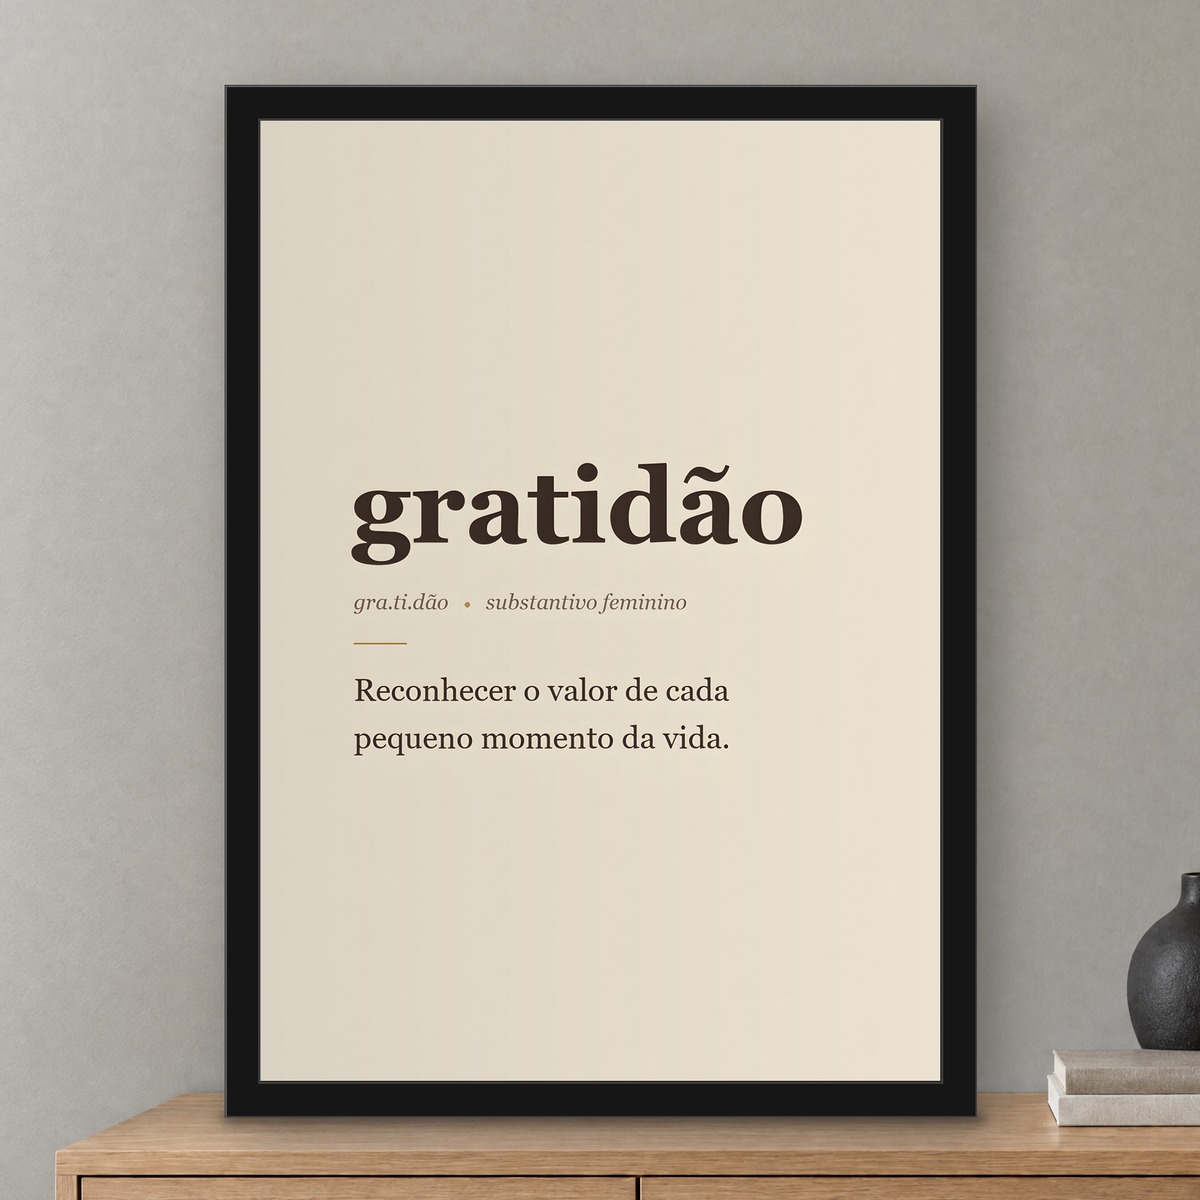 gratidão
gra.ti.dão • substantivo feminino
Reconhecer o valor de cada
pequeno momento da vida.